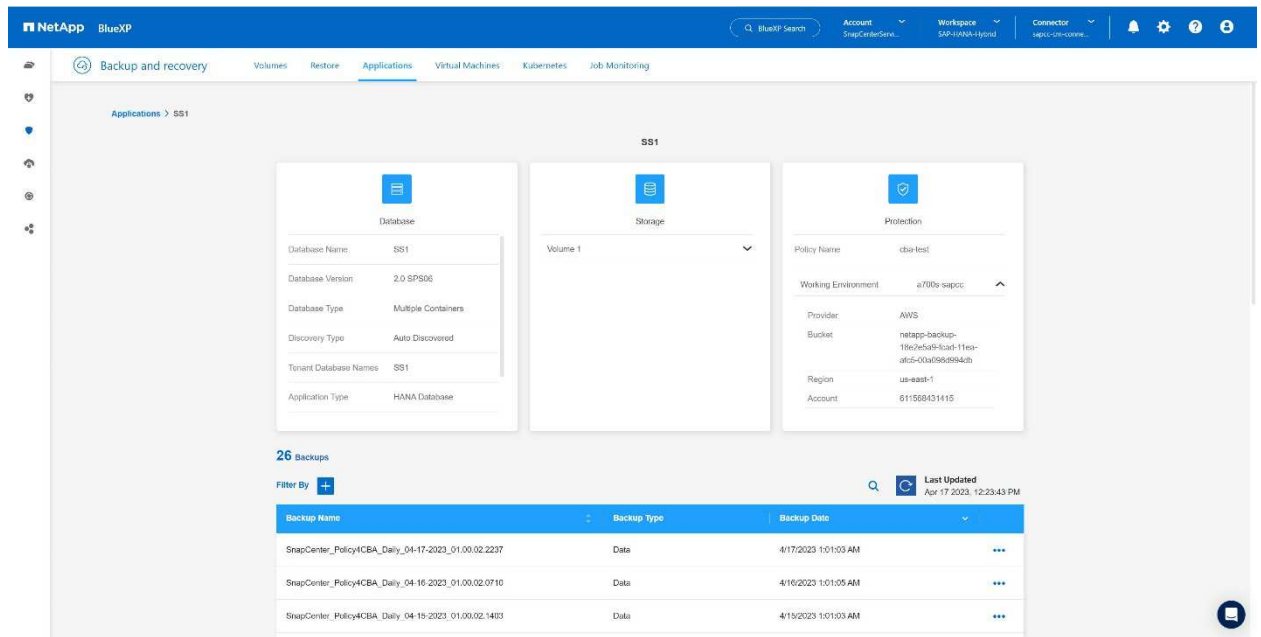 NetApp BlueXP
BlueXP Search
Account
SnapCenterServi...
Workspace
SAP-HANA-Hybrid
Connector
sapcc-cm-conne...
Backup and recovery Volumes Restore Applications Virtual Machines Kubernetes Job Monitoring
Applications > SS1
SS1
Database
Database Name SS1
Database Version 2.0 SPS06
Database Type Multiple Containers
Discovery Type Auto Discovered
Tenant Database Names SS1
Application Type HANA Database
Storage
Volume 1
Protection
Policy Name cba-test
Working Environment a700s-sapcc
Provider AWS
Bucket netapp-backup-
18e2e5a9-fcad-11ea-
afc5-00a098d994db
Region us-east-1
Account 611568431415
26 Backups
Filter By
Last Updated
Apr 17 2023, 12:23:43 PM
Backup Name Backup Type Backup Date
SnapCenter_Policy4CBA_Daily_04-17-2023_01.00.02.2237 Data 4/17/2023 1:01:03 AM
SnapCenter_Policy4CBA_Daily_04-16-2023_01.00.02.0710 Data 4/16/2023 1:01:05 AM
SnapCenter_Policy4CBA_Daily_04-15-2023_01.00.02.1403 Data 4/15/2023 1:01:03 AM